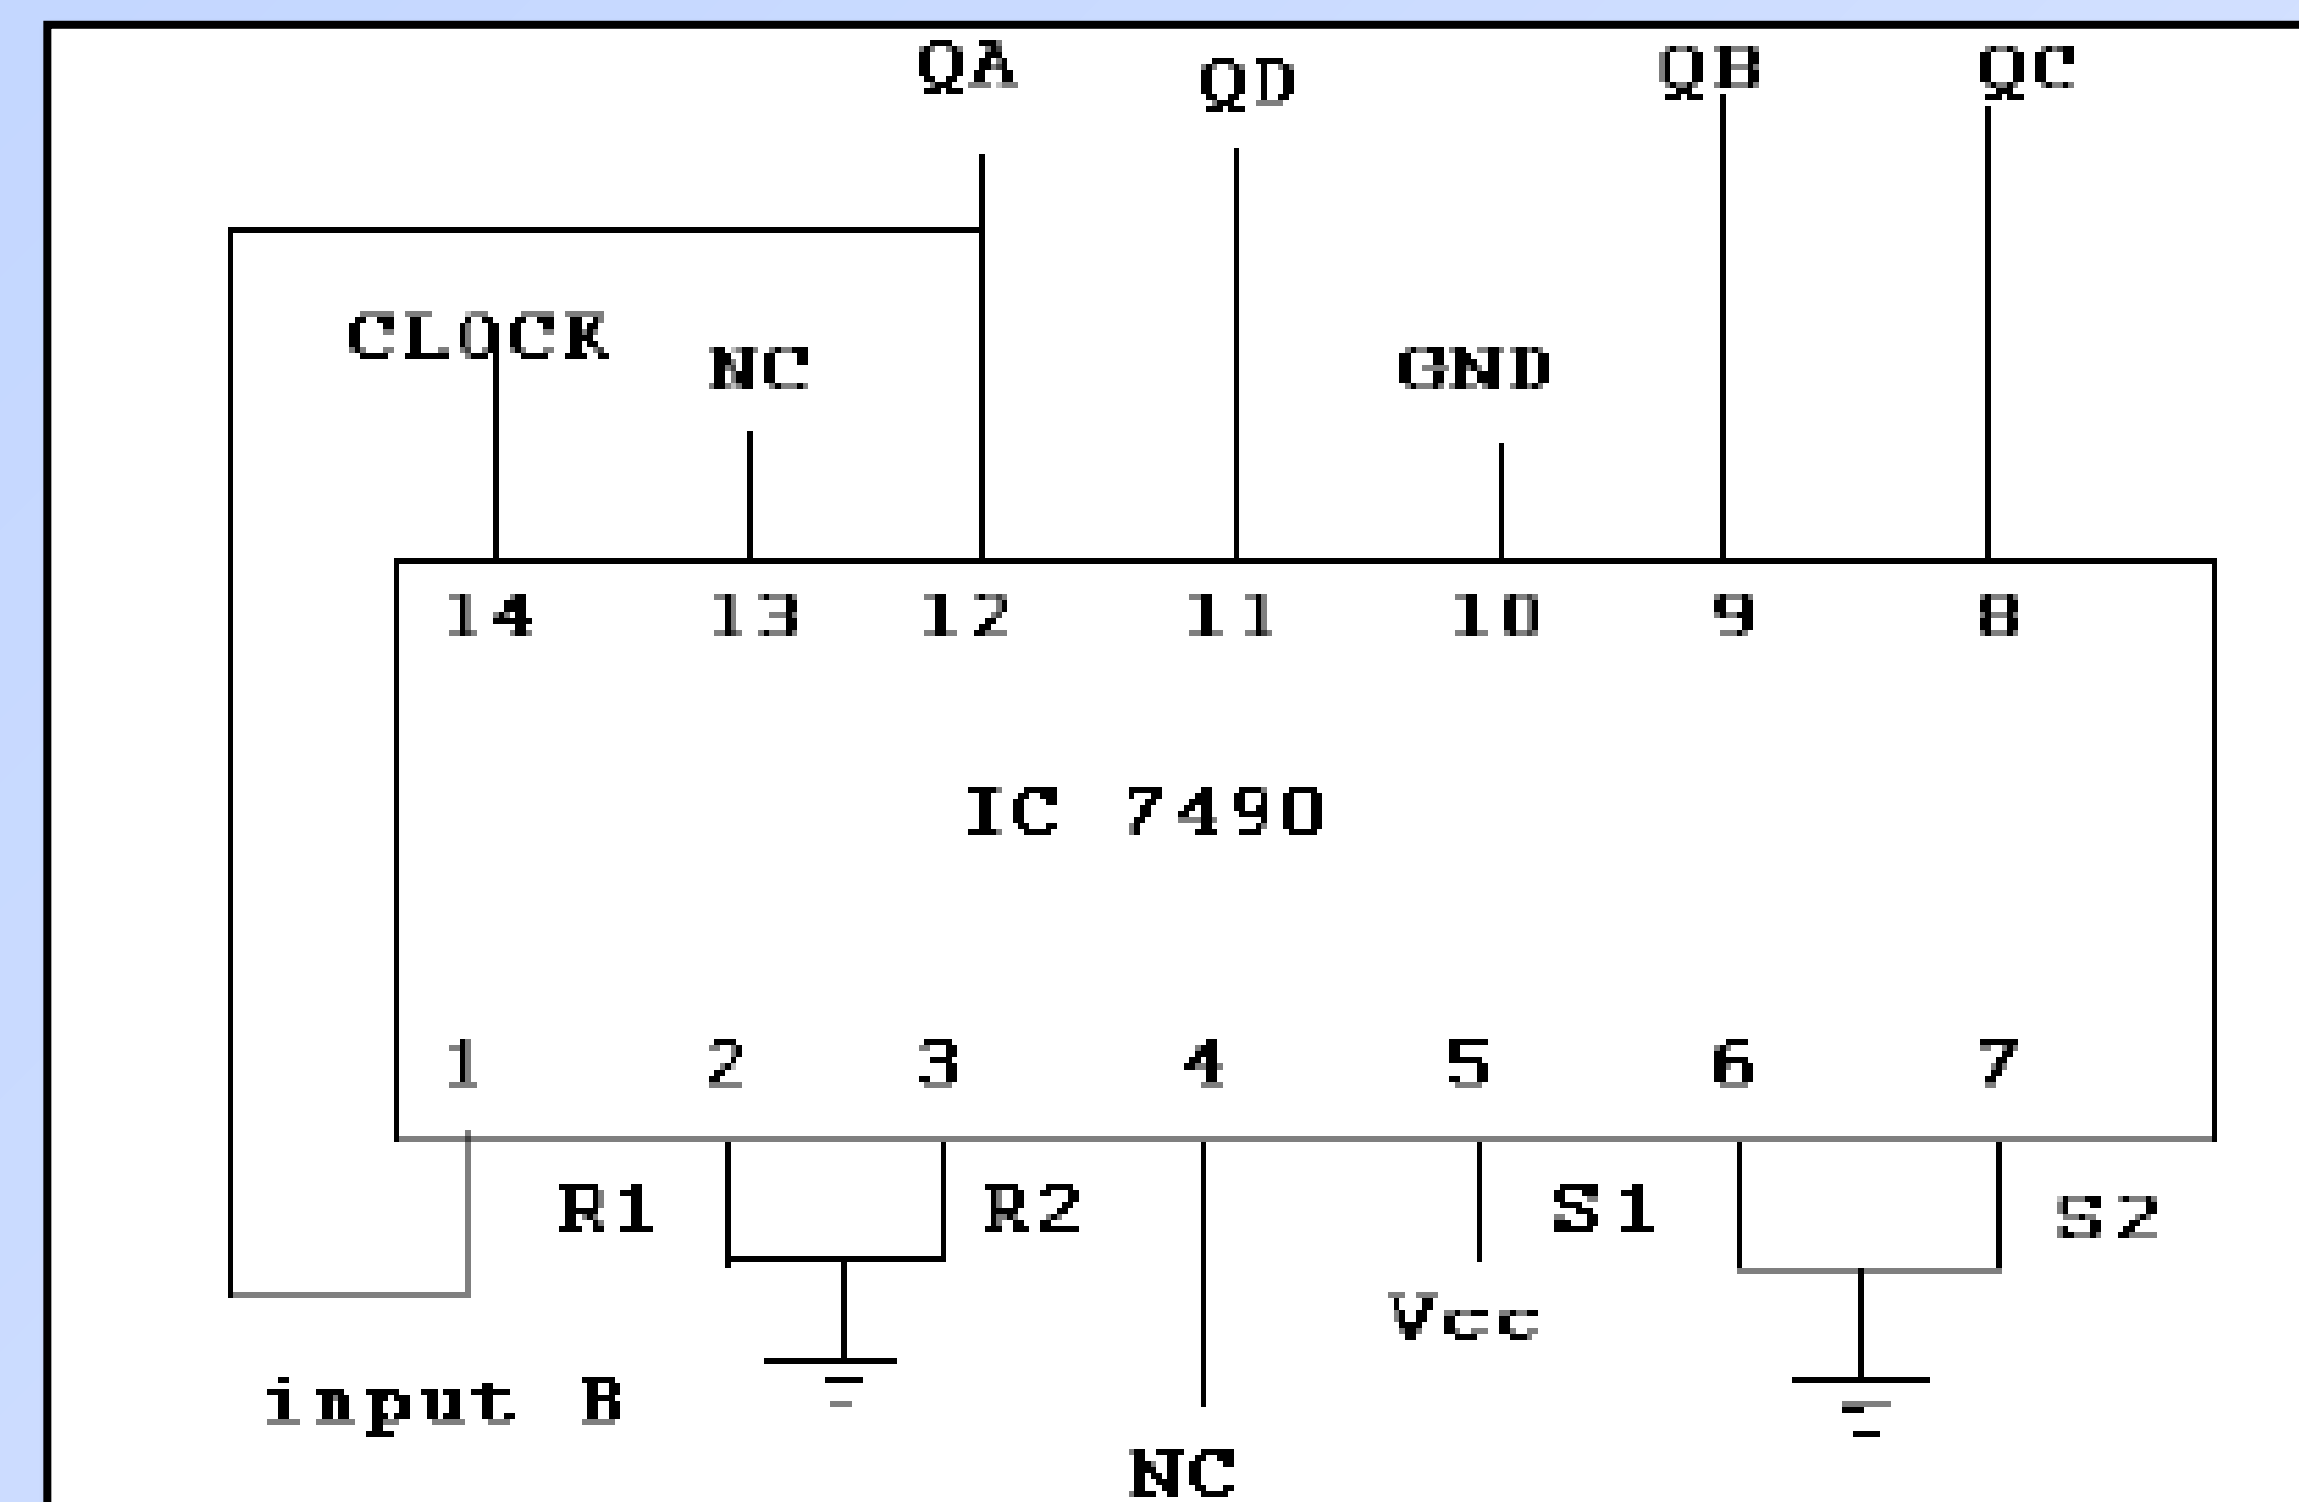 QA QD QB QC
CLOCK NC GND
14 13 12 11 10 9 8
IC 7490
1 2 3 4 5 6 7
R1 R2 S1 S2
Vcc
input B
NC